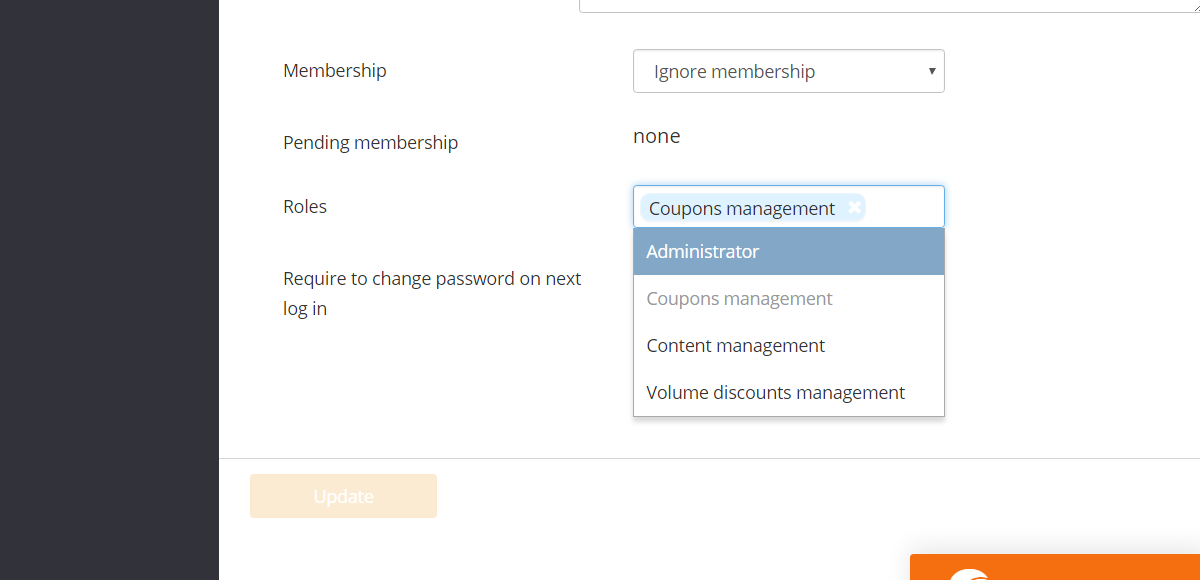 Membership
Ignore membership
Pending membership
none
Roles
Coupons management
Administrator
Coupons management
Content management
Volume discounts management
Require to change password on next
log in
Update